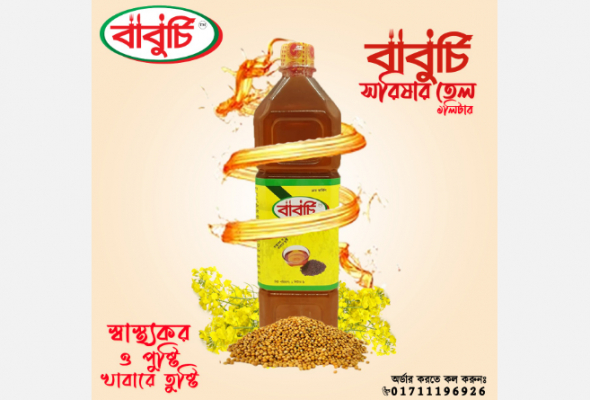 বাবুর্চি
বাবুর্চি
সরিষার তেল
১লিটার
বাবুর্চি
স্বাস্থ্যকর
ও পুষ্টি
খাবারে তুষ্টি
অর্ডার করতে কল করুনঃ
01711196926